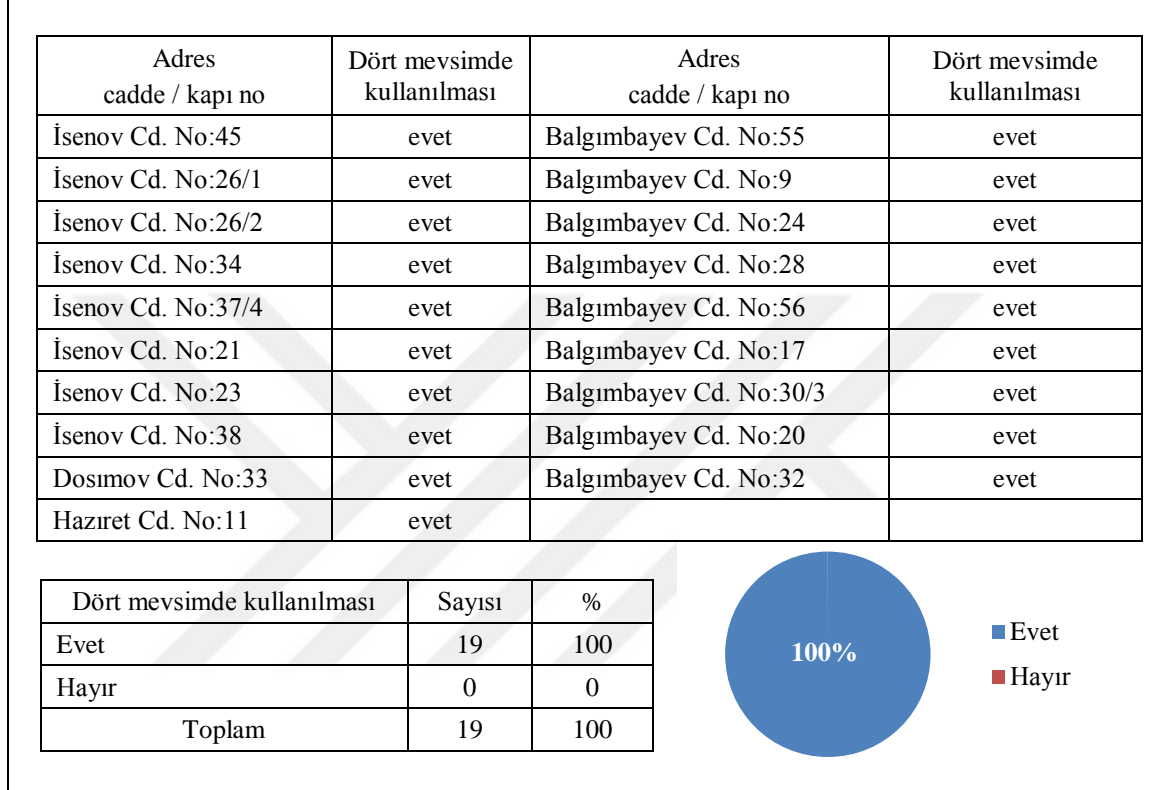 Adres Dört mevsimde Adres Dört mevsimde
cadde / kapı no kullanılması cadde / kapı no kullanılması
İsenov Cd. No:45 evet Balgımbayev Cd. No:55 evet
İsenov Cd. No:26/1 evet Balgımbayev Cd. No:9 evet
İsenov Cd. No:26/2 evet Balgımbayev Cd. No:24 evet
İsenov Cd. No:34 evet Balgımbayev Cd. No:28 evet
İsenov Cd. No:37/4 evet Balgımbayev Cd. No:56 evet
İsenov Cd. No:21 evet Balgımbayev Cd. No:17 evet
İsenov Cd. No:23 evet Balgımbayev Cd. No:30/3 evet
İsenov Cd. No:38 evet Balgımbayev Cd. No:20 evet
Dosımov Cd. No:33 evet Balgımbayev Cd. No:32 evet
Hazıret Cd. No:11 evet
Dört mevsimde kullanılması Sayısı %
Evet 19 100
Hayır 0 0
Toplam 19 100
100%
Evet
Hayır